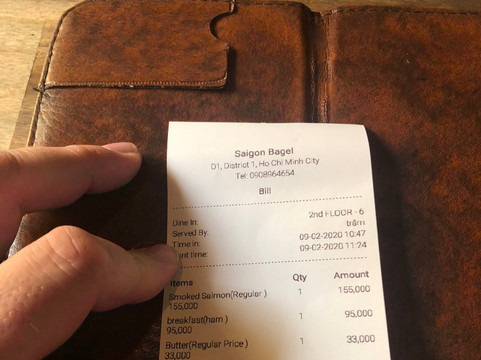 Saigon Bagel
D1, District 1, Ho Chi Minh City
Tel: 0908964654
Bill
Dine In: 2nd FLOOR - 6
Served By: trâm
Time in: 09-02-2020 10:47
time: 09-02-2020 11:24
Items Qty Amount
Smoked Salmon(Regular ) 1 155,000
155,000
breakfast(ham ) 1 95,000
95,000
Butter(Regular Price ) 1 33,000
33,000